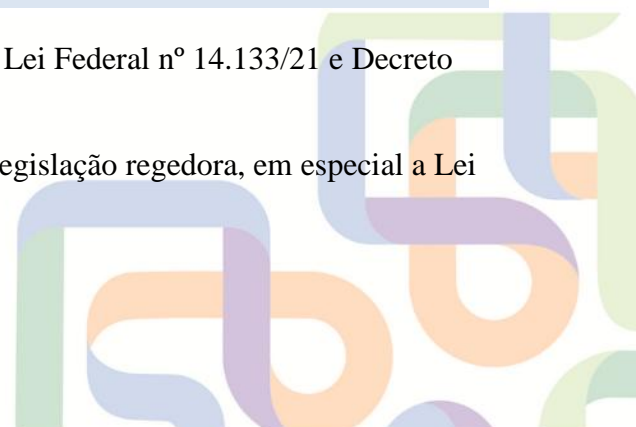 Lei Federal nº 14.133/21 e Decreto
egislação regedora, em especial a Lei